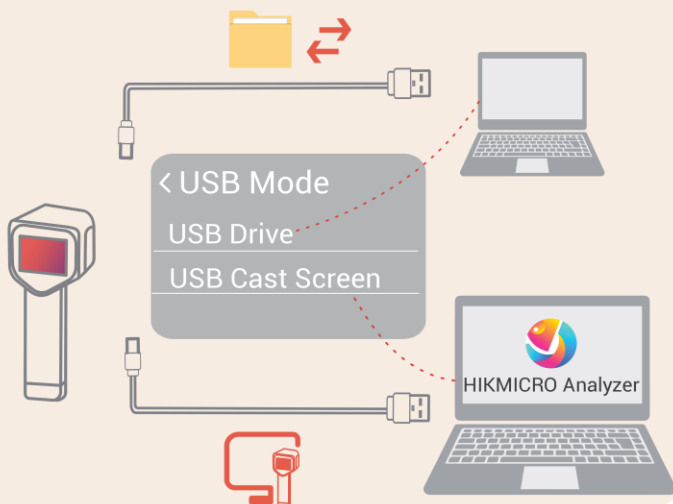 < USB Mode
USB Drive
USB Cast Screen
HIKMICRO Analyzer